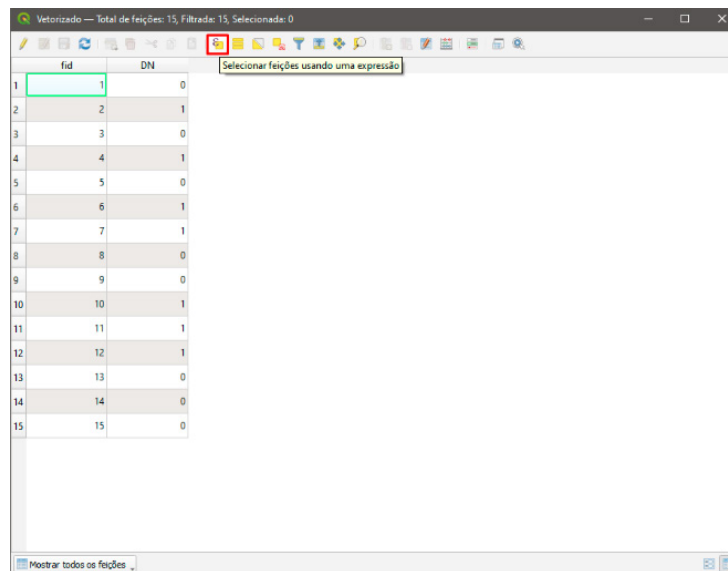 Vetorizado — Total de feições: 15, Filtrada: 15, Selecionada: 0
Selecionar feições usando uma expressão
fid DN
1 1 0
2 2 1
3 3 0
4 4 1
5 5 0
6 6 1
7 7 1
8 8 0
9 9 0
10 10 1
11 11 1
12 12 1
13 13 0
14 14 0
15 15 0
Mostrar todos os feições